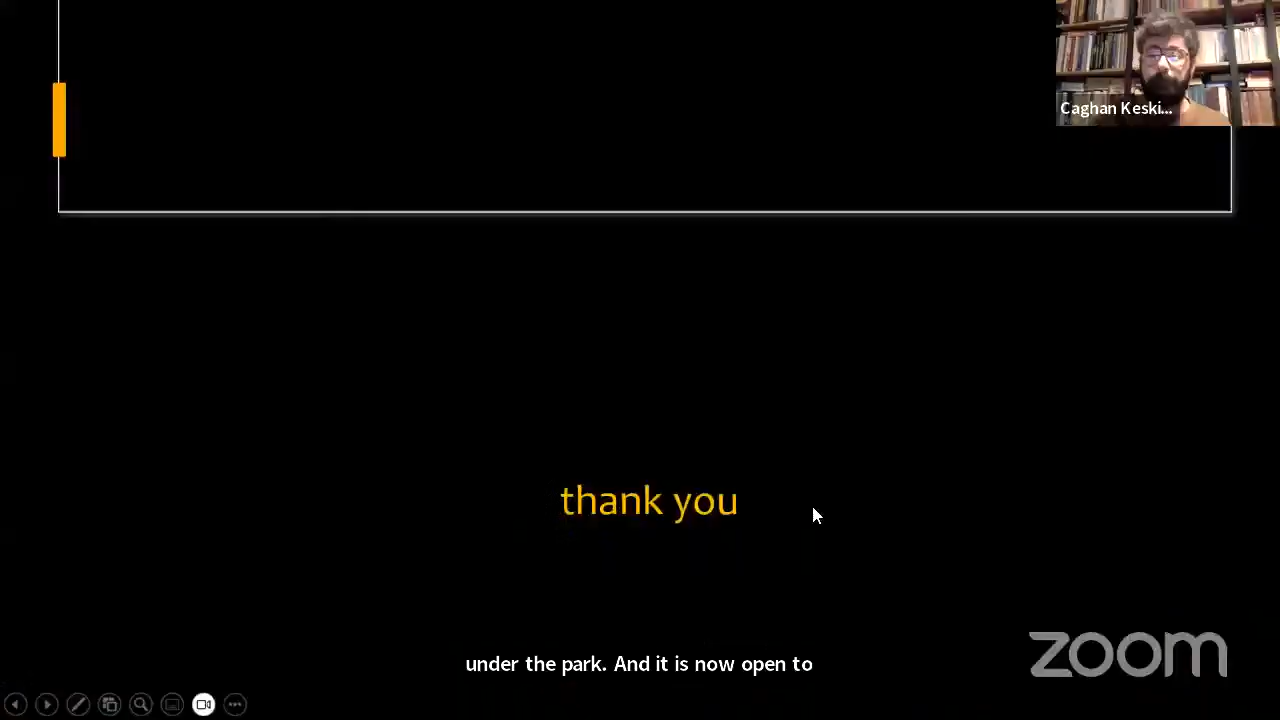 Caghan Keski...
thank you
under the park. And it is now open to
zoom